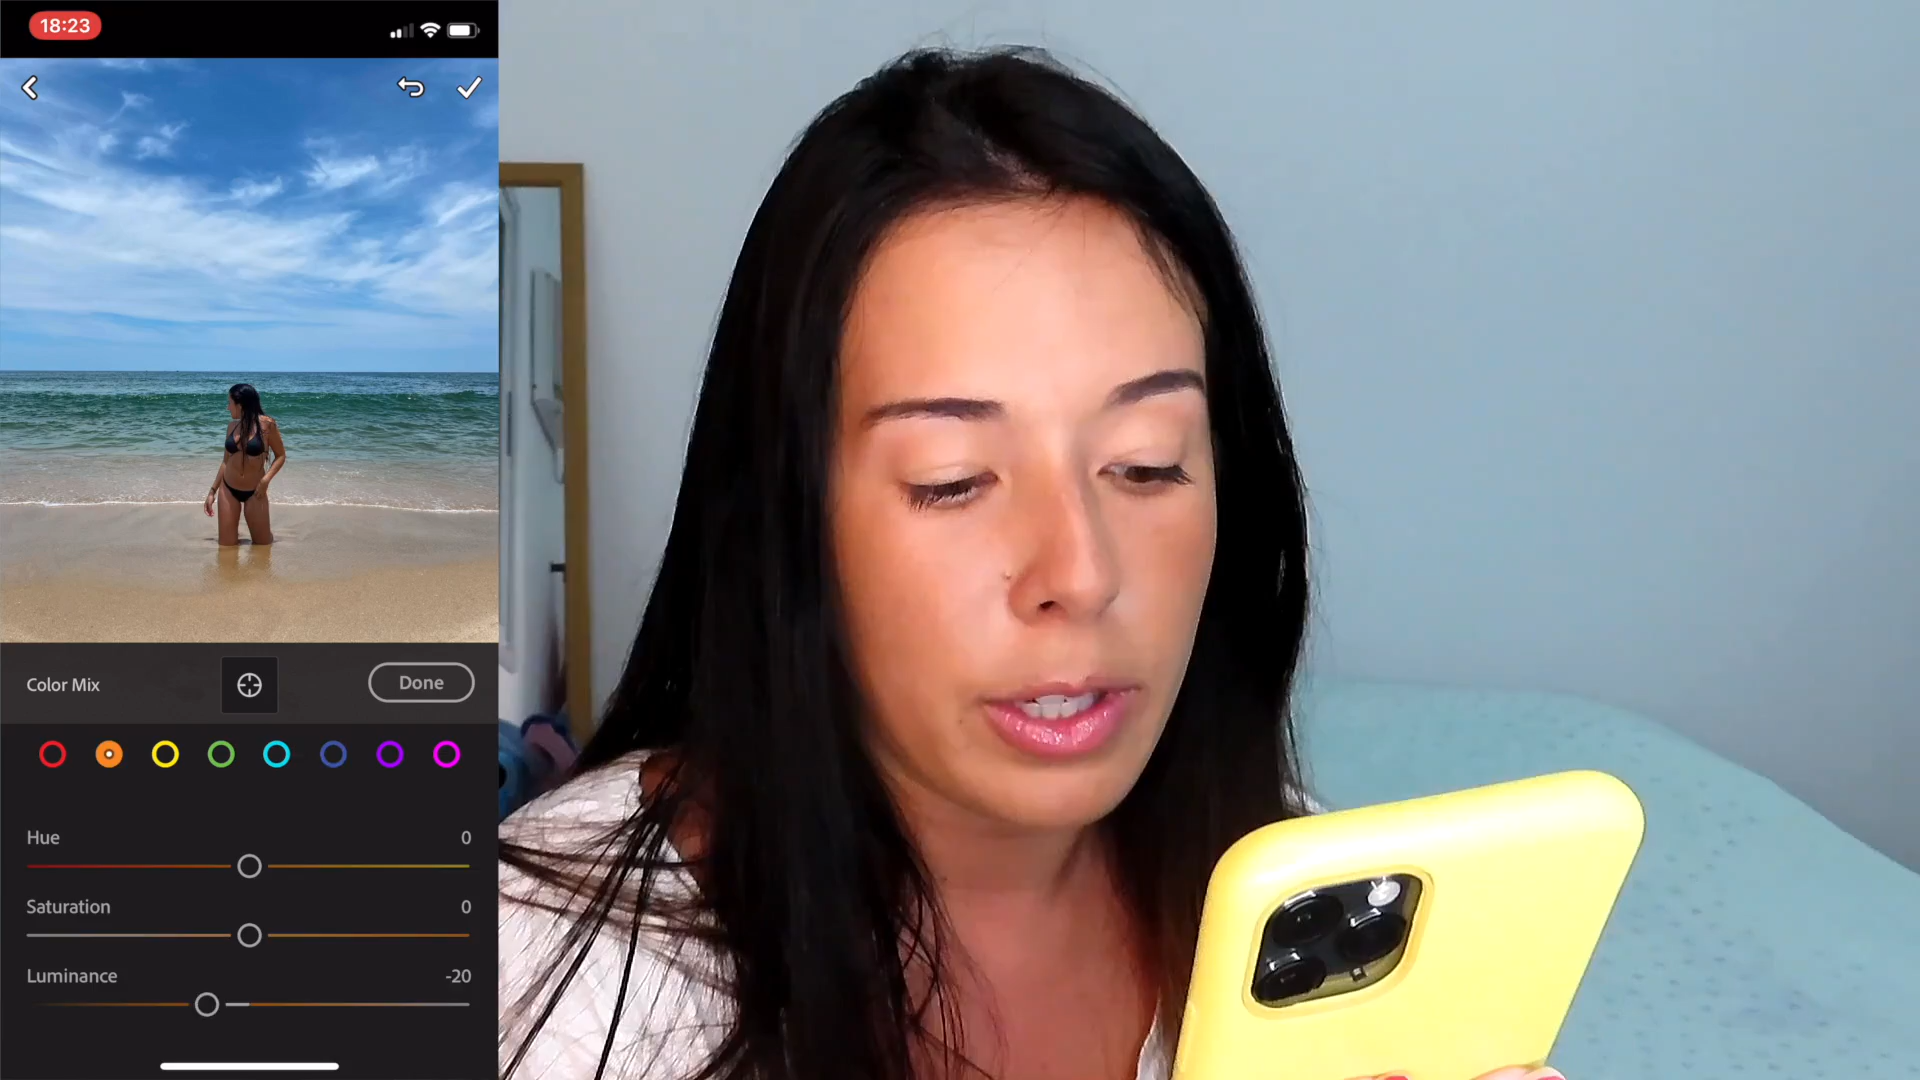 18:23
Color Mix
Done
Hue 0
Saturation 0
Luminance -20